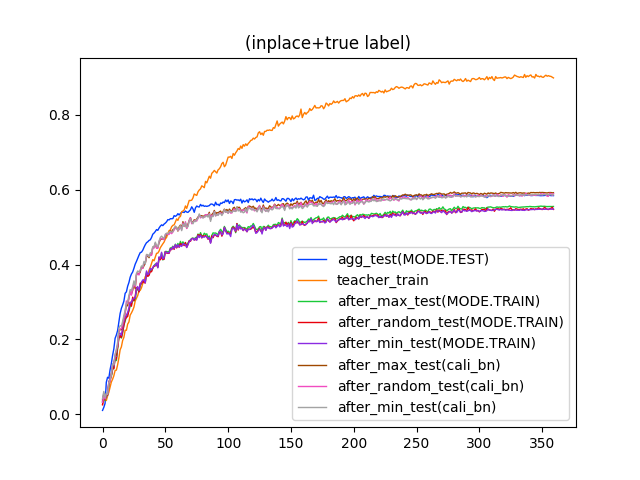 (inplace+true label)
0.8
0.6
0.4
0.2
0.0
agg_test(MODE.TEST)
teacher_train
after_max_test(MODE.TRAIN)
after_random_test(MODE.TRAIN)
after_min_test(MODE.TRAIN)
after_max_test(cali_bn)
after_random_test(cali_bn)
after_min_test(cali_bn)
0 50 100 150 200 250 300 350